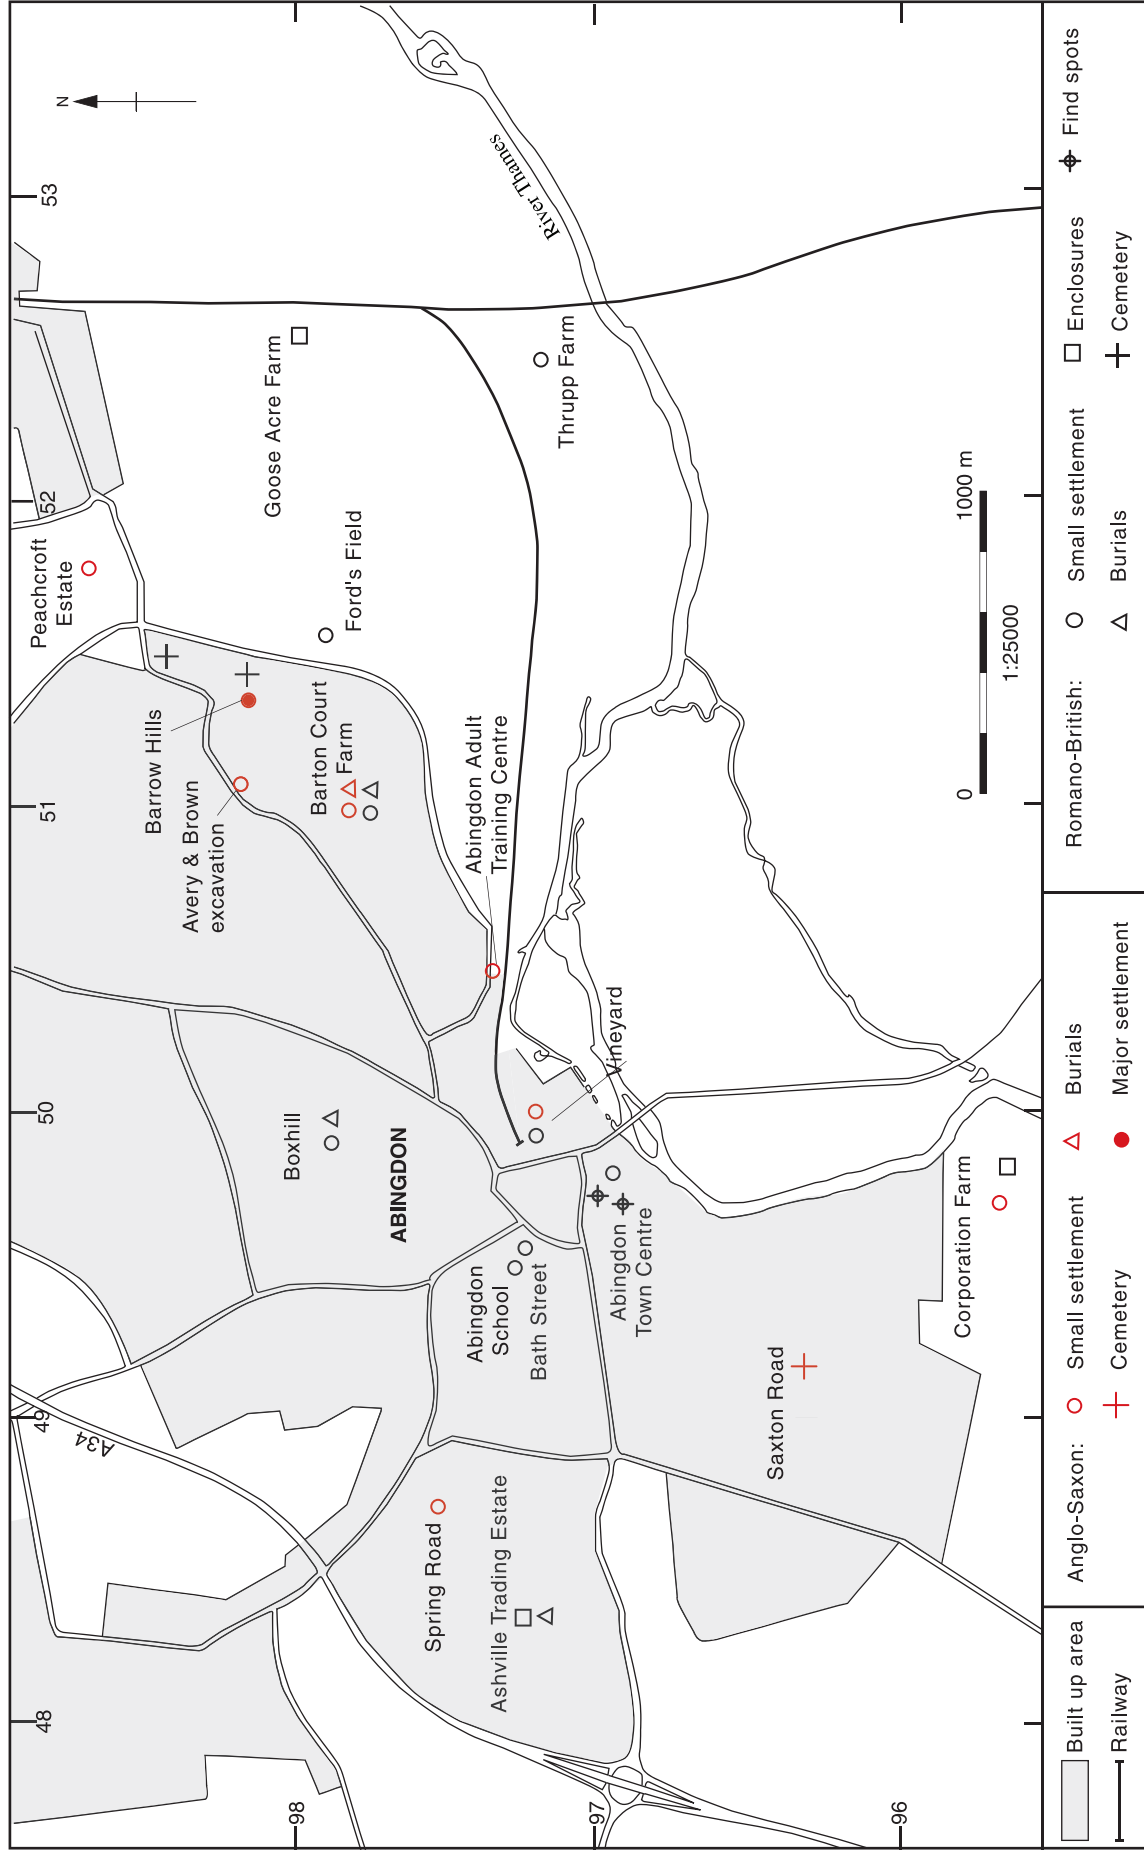 N
53
52
51
50
49
48
98
97
96
River Thames
Peachcroft
Estate
Goose Acre Farm
Thrupp Farm
Ford's Field
Barrow Hills
Avery & Brown
excavation
Barton Court
Farm
Abingdon Adult
Training Centre
Vineyard
Boxhill
ABINGDON
Abingdon
School
Bath Street
Abingdon
Town Centre
Saxton Road
Corporation Farm
A34
Spring Road
Ashville Trading Estate
0
1000 m
1:25000
Built up area
Railway
Anglo-Saxon:
Small settlement
Burials
Cemetery
Major settlement
Romano-British:
Small settlement
Enclosures
Find spots
Burials
Cemetery